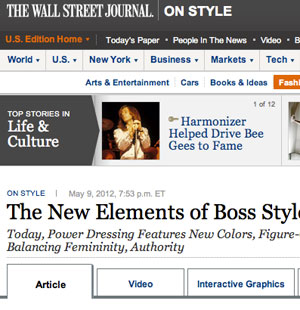 THE WALL STREET JOURNAL. ON STYLE
U.S. Edition Home Today's Paper • People In The News • Video •
World U.S. New York Business Markets Tech
Arts & Entertainment Cars Books & Ideas Fash
TOP STORIES IN
Life &
Culture
1 of 12
Harmonizer
Helped Drive Bee
Gees to Fame
ON STYLE May 9, 2012, 7:53 p.m. ET
The New Elements of Boss Style
Today, Power Dressing Features New Colors, Figure-
Balancing Femininity, Authority
Article Video Interactive Graphics